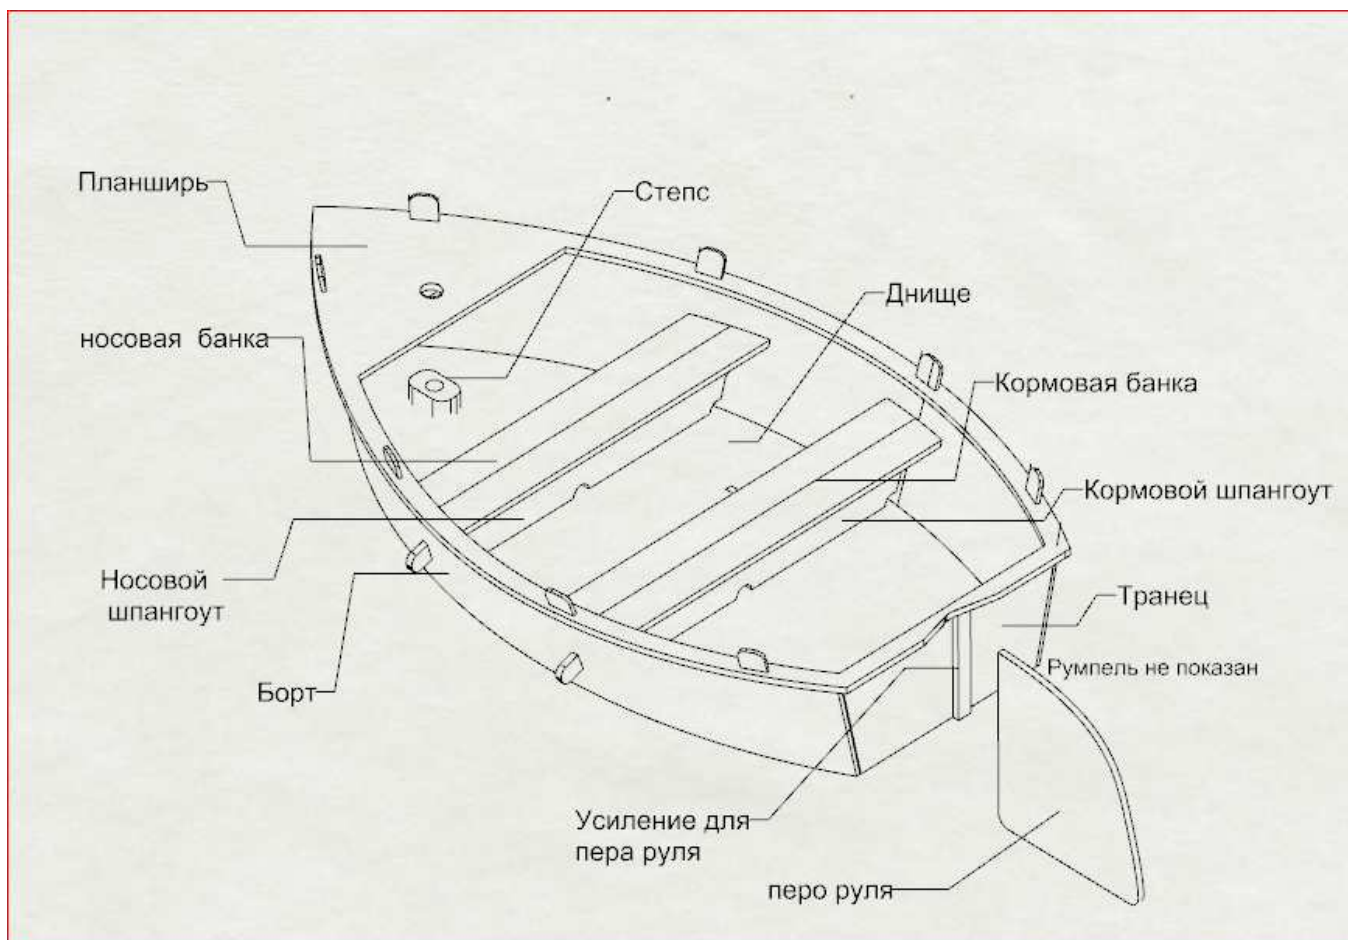 Планширь
Степс
Днище
носовая банка
Кормовая банка
Кормовой шпангоут
Носовой
шпангоут
Транец
Румпель не показан
Борт
Усиление для
пера руля
перо руля